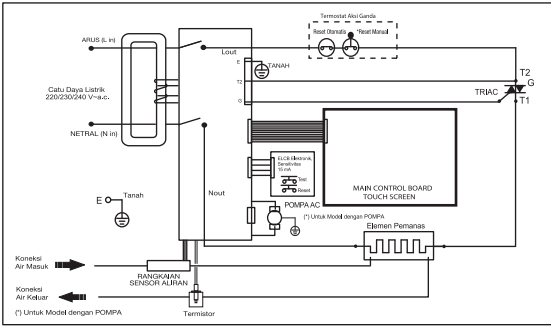 Termostat Aksi Ganda
Reset Otomatis
*Reset Manual
ARUS (L in)
Lout
E
TANAH
T2
G
T2
G
T1
TRIAC
Catu Daya Listrik
220/230/240 V~a.c.
NETRAL (N in)
ELCB Elektronik,
Sensitivitas
15 mA
Test
Reset
MAIN CONTROL BOARD
TOUCH SCREEN
Nout
E
Tanah
POMPA AC
(*) Untuk Model dengan POMPA
Elemen Pemanas
Koneksi
Air Masuk
RANGKAIAN
SENSOR ALIRAN
Koneksi
Air Keluar
Termistor
(*) Untuk Model dengan POMPA